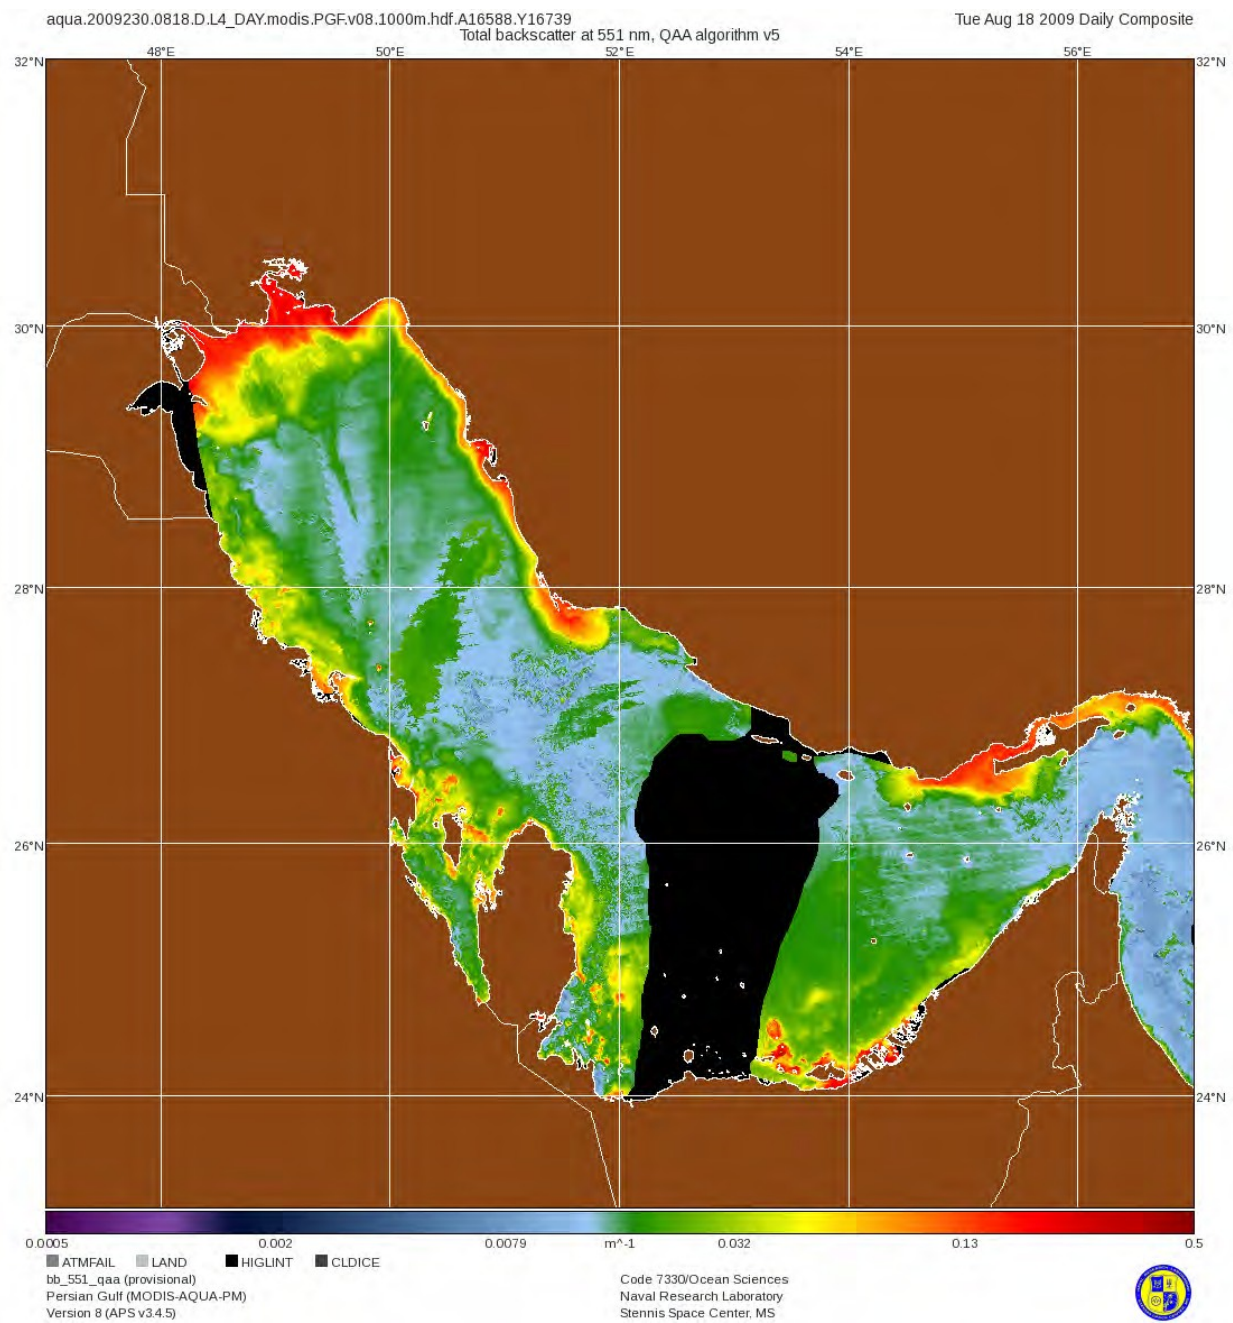 aqua.2009230.0818.D.L4_DAY.modis.PGF.v08.1000m.hdf.A16588.Y16739 Tue Aug 18 2009 Daily Composite
Total backscatter at 551 nm, QAA algorithm v5
48°E 50°E 52°E 54°E 56°E
32°N 32°N
30°N 30°N
28°N 28°N
26°N 26°N
24°N 24°N
0.0005 0.002 0.0079 m^-1 0.032 0.13 0.5
ATMFAIL LAND HIGLINT CLDICE
bb_551_qaa (provisional) Code 7330/Ocean Sciences
Persian Gulf (MODIS-AQUA-PM) Naval Research Laboratory
Version 8 (APS v3.4.5) Stennis Space Center, MS